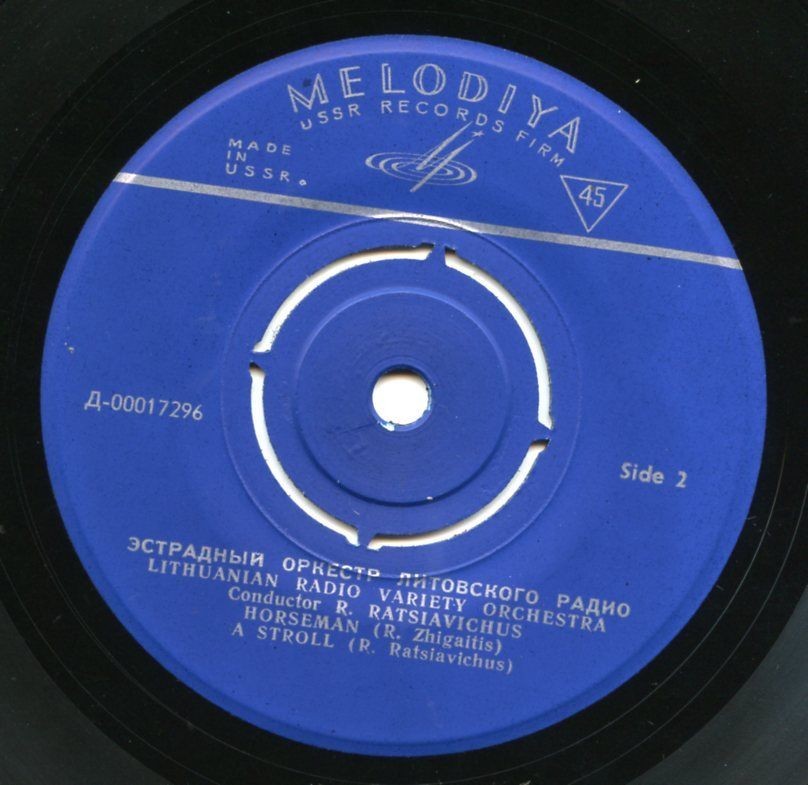 MELODIYA
USSR RECORDS FIRM
MADE
IN
USSR.
45
Д-00017296
Side 2
ЭСТРАДНЫЙ ОРКЕСТР ЛИТОВСКОГО РАДИО
LITHUANIAN RADIO VARIETY ORCHESTRA
Conductor R. RATSIAVICHUS
HORSEMAN (R. Zhigaitis)
A STROLL (R. Ratsiavichus)